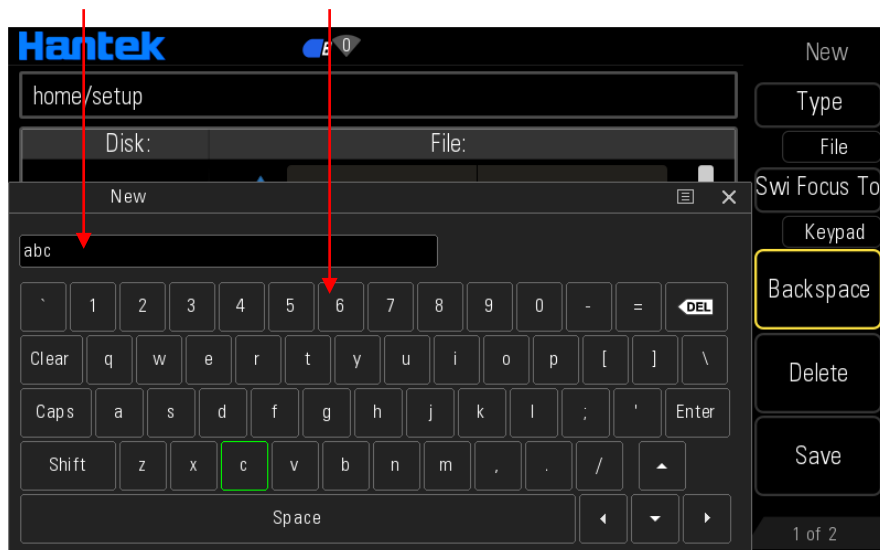 Hantek
E 0
New
home/setup
Type
Disk: File:
File
Swi Focus To
New
Keypad
abc
Backspace
` 1 2 3 4 5 6 7 8 9 0 - = DEL
Clear q w e r t y u i o p [ ] \
Delete
Caps a s d f g h j k l ; ' Enter
Shift z x c v b n m , . /
Save
Space
1 of 2